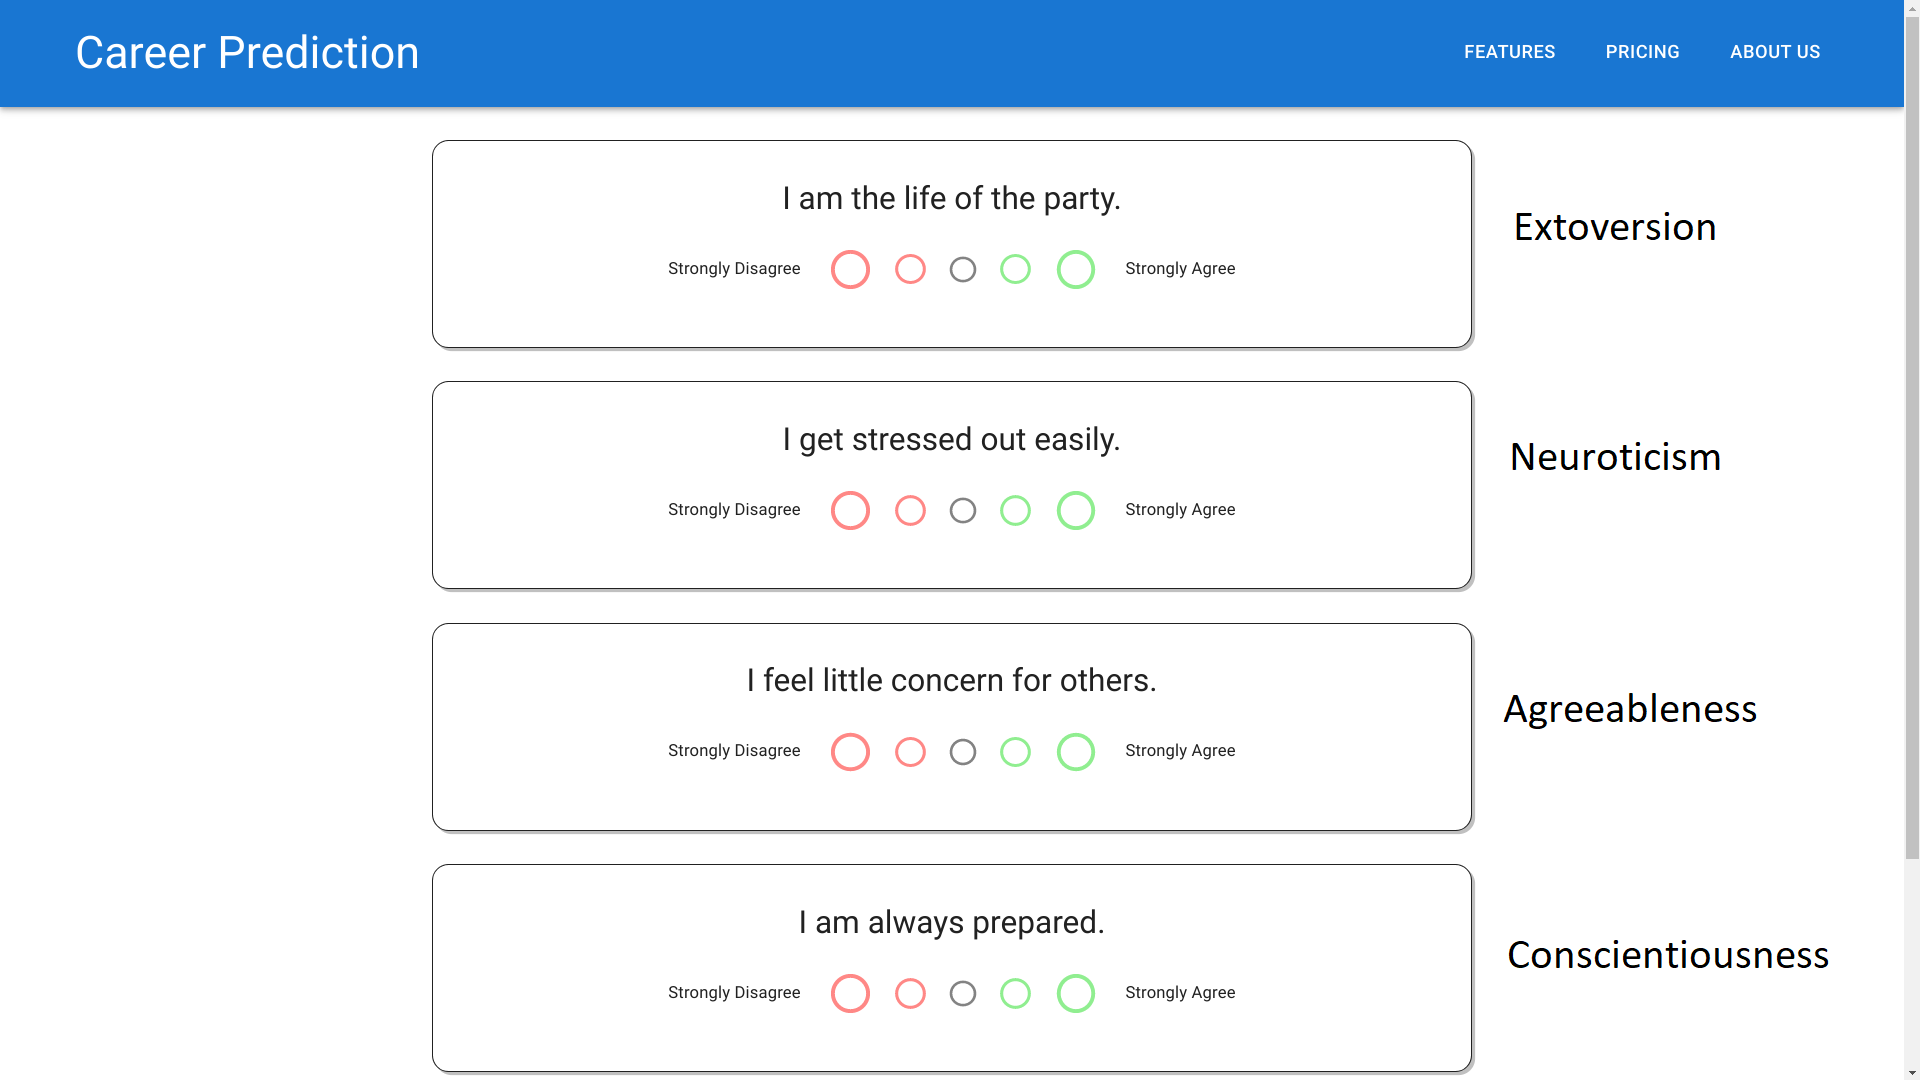 Career Prediction
FEATURES PRICING ABOUT US
I am the life of the party.
Strongly Disagree Strongly Agree
Extoversion
I get stressed out easily.
Strongly Disagree Strongly Agree
Neuroticism
I feel little concern for others.
Strongly Disagree Strongly Agree
Agreeableness
I am always prepared.
Strongly Disagree Strongly Agree
Conscientiousness